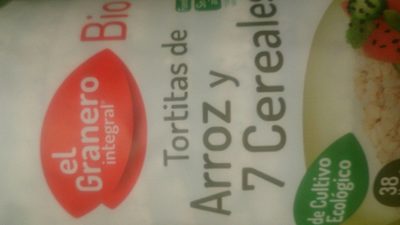 el
Granero
integral®
Bio
Tortitas de
Arroz y
7 Cereales
de Cultivo
Ecológico
38